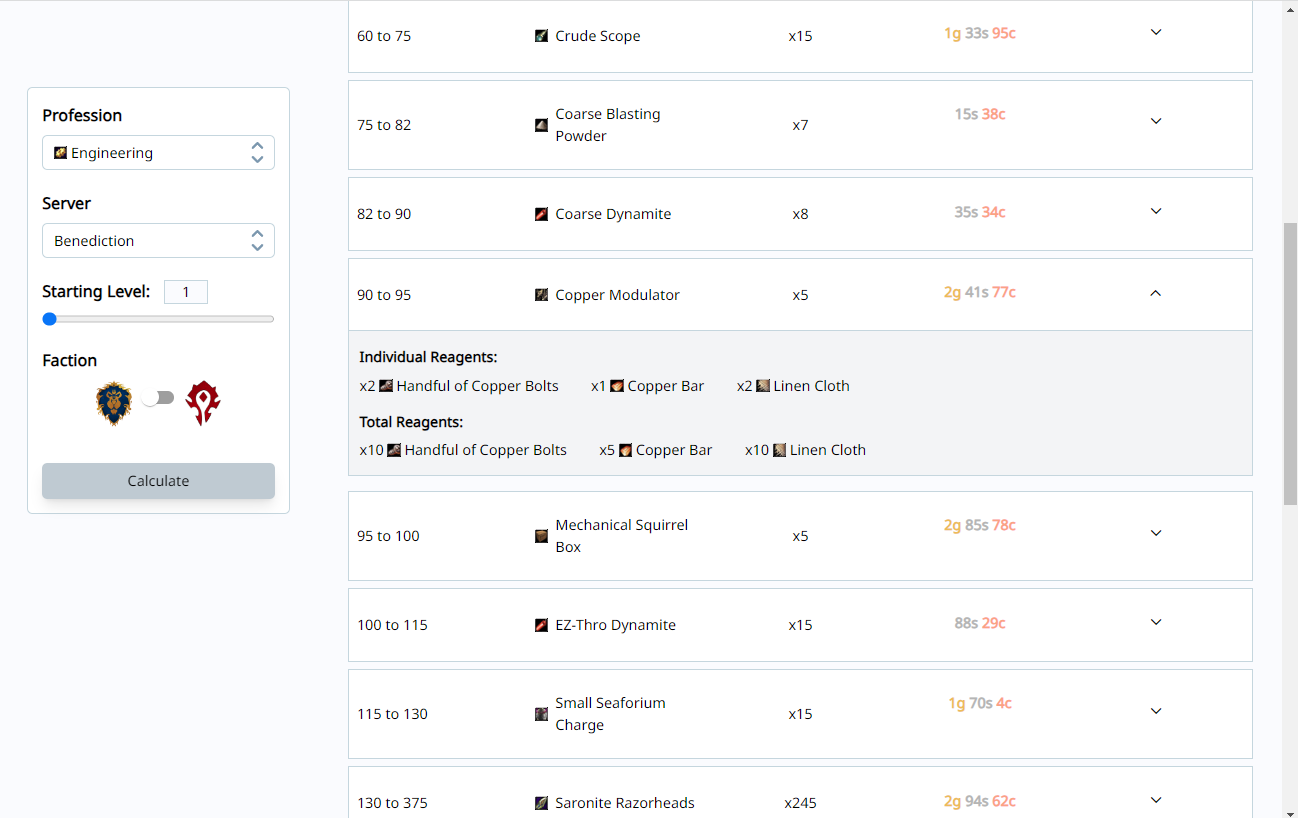 60 to 75 Crude Scope x15 1g 33s 95c
Profession
Engineering
Server
Benediction
Starting Level: 1
Faction
Calculate
75 to 82 Coarse Blasting Powder x7 15s 38c
82 to 90 Coarse Dynamite x8 35s 34c
90 to 95 Copper Modulator x5 2g 41s 77c
Individual Reagents:
x2 Handful of Copper Bolts x1 Copper Bar x2 Linen Cloth
Total Reagents:
x10 Handful of Copper Bolts x5 Copper Bar x10 Linen Cloth
95 to 100 Mechanical Squirrel Box x5 2g 85s 78c
100 to 115 EZ-Thro Dynamite x15 88s 29c
115 to 130 Small Seaforium Charge x15 1g 70s 4c
130 to 375 Saronite Razorheads x245 2g 94s 62c